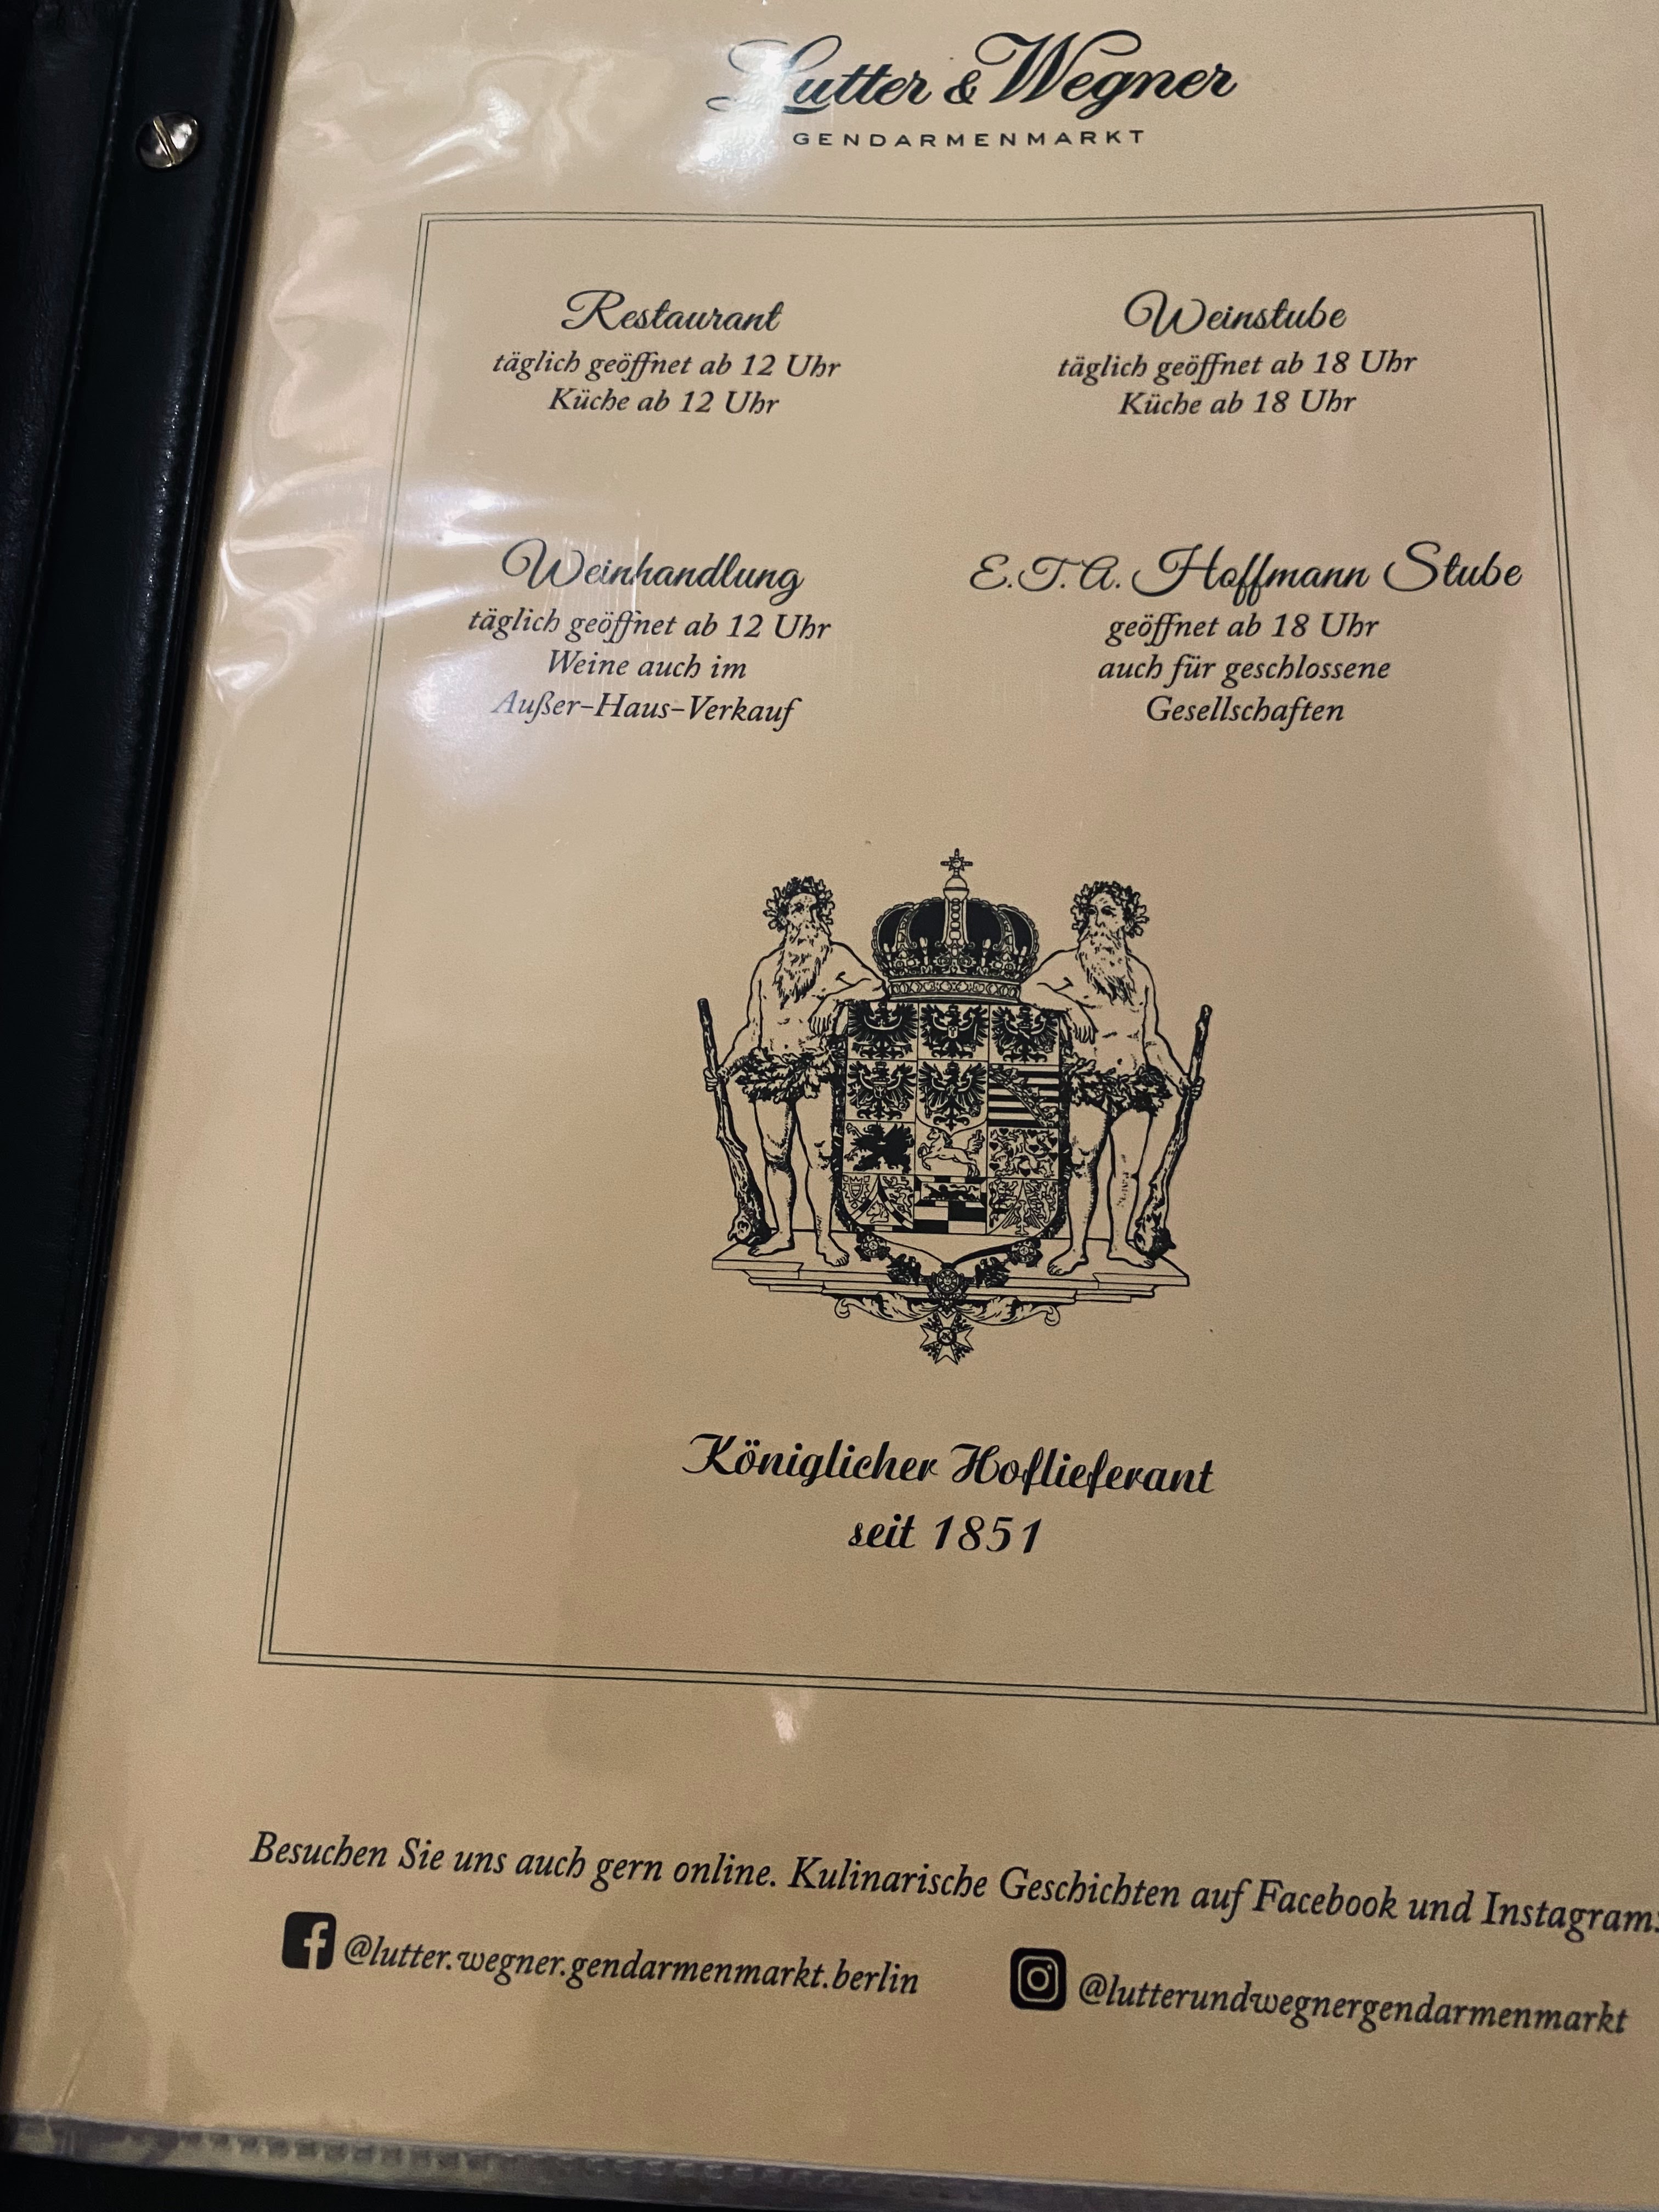 Lutter & Wegner
GENDARMENMARKT
Restaurant
täglich geöffnet ab 12 Uhr
Küche ab 12 Uhr
Weinstube
täglich geöffnet ab 18 Uhr
Küche ab 18 Uhr
Weinhandlung
täglich geöffnet ab 12 Uhr
Weine auch im
Außer-Haus-Verkauf
E.T.A. Hoffmann Stube
geöffnet ab 18 Uhr
auch für geschlossene
Gesellschaften
Königlicher Hoflieferant
seit 1851
Besuchen Sie uns auch gern online. Kulinarische Geschichten auf Facebook und Instagram:
@lutter.wegner.gendarmenmarkt.berlin
@lutterundwegnergendarmenmarkt